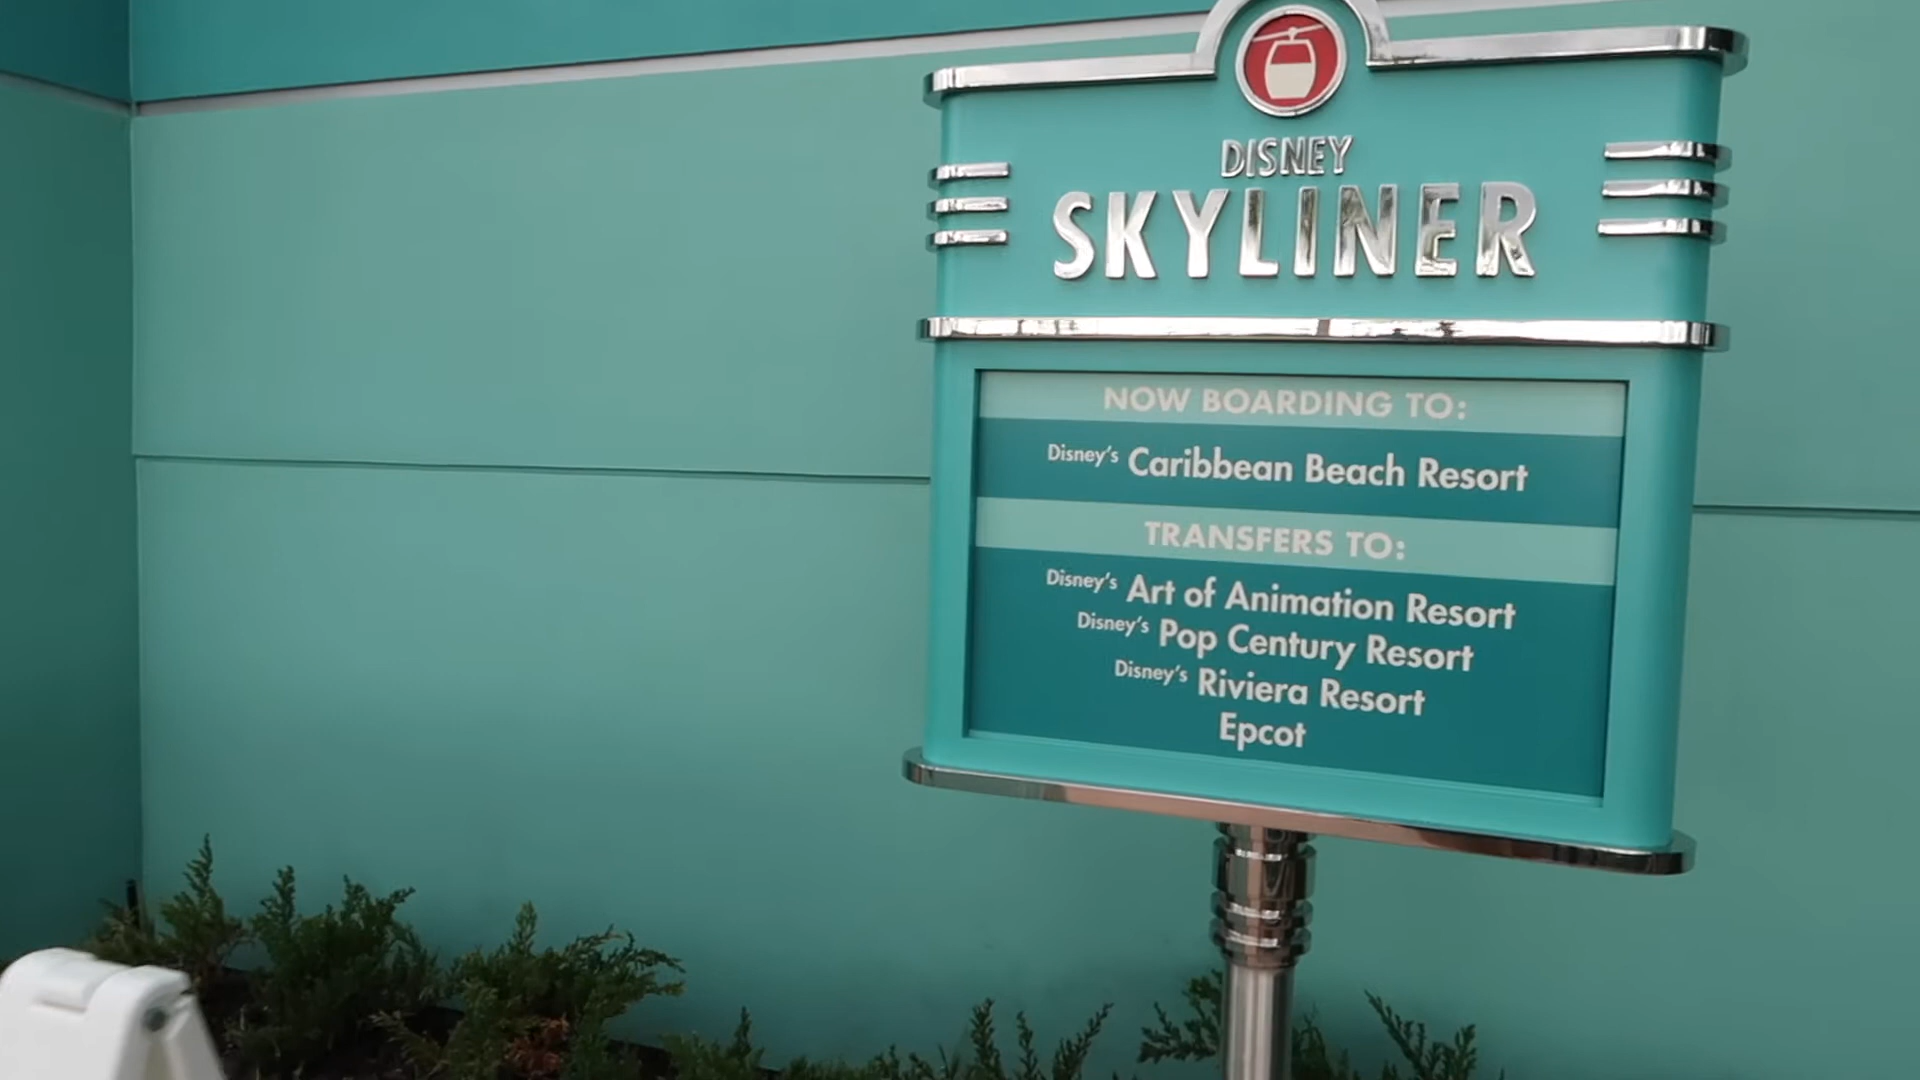 DISNEY
SKYLINER
NOW BOARDING TO:
Disney's Caribbean Beach Resort
TRANSFERS TO:
Disney's Art of Animation Resort
Disney's Pop Century Resort
Disney's Riviera Resort
Epcot